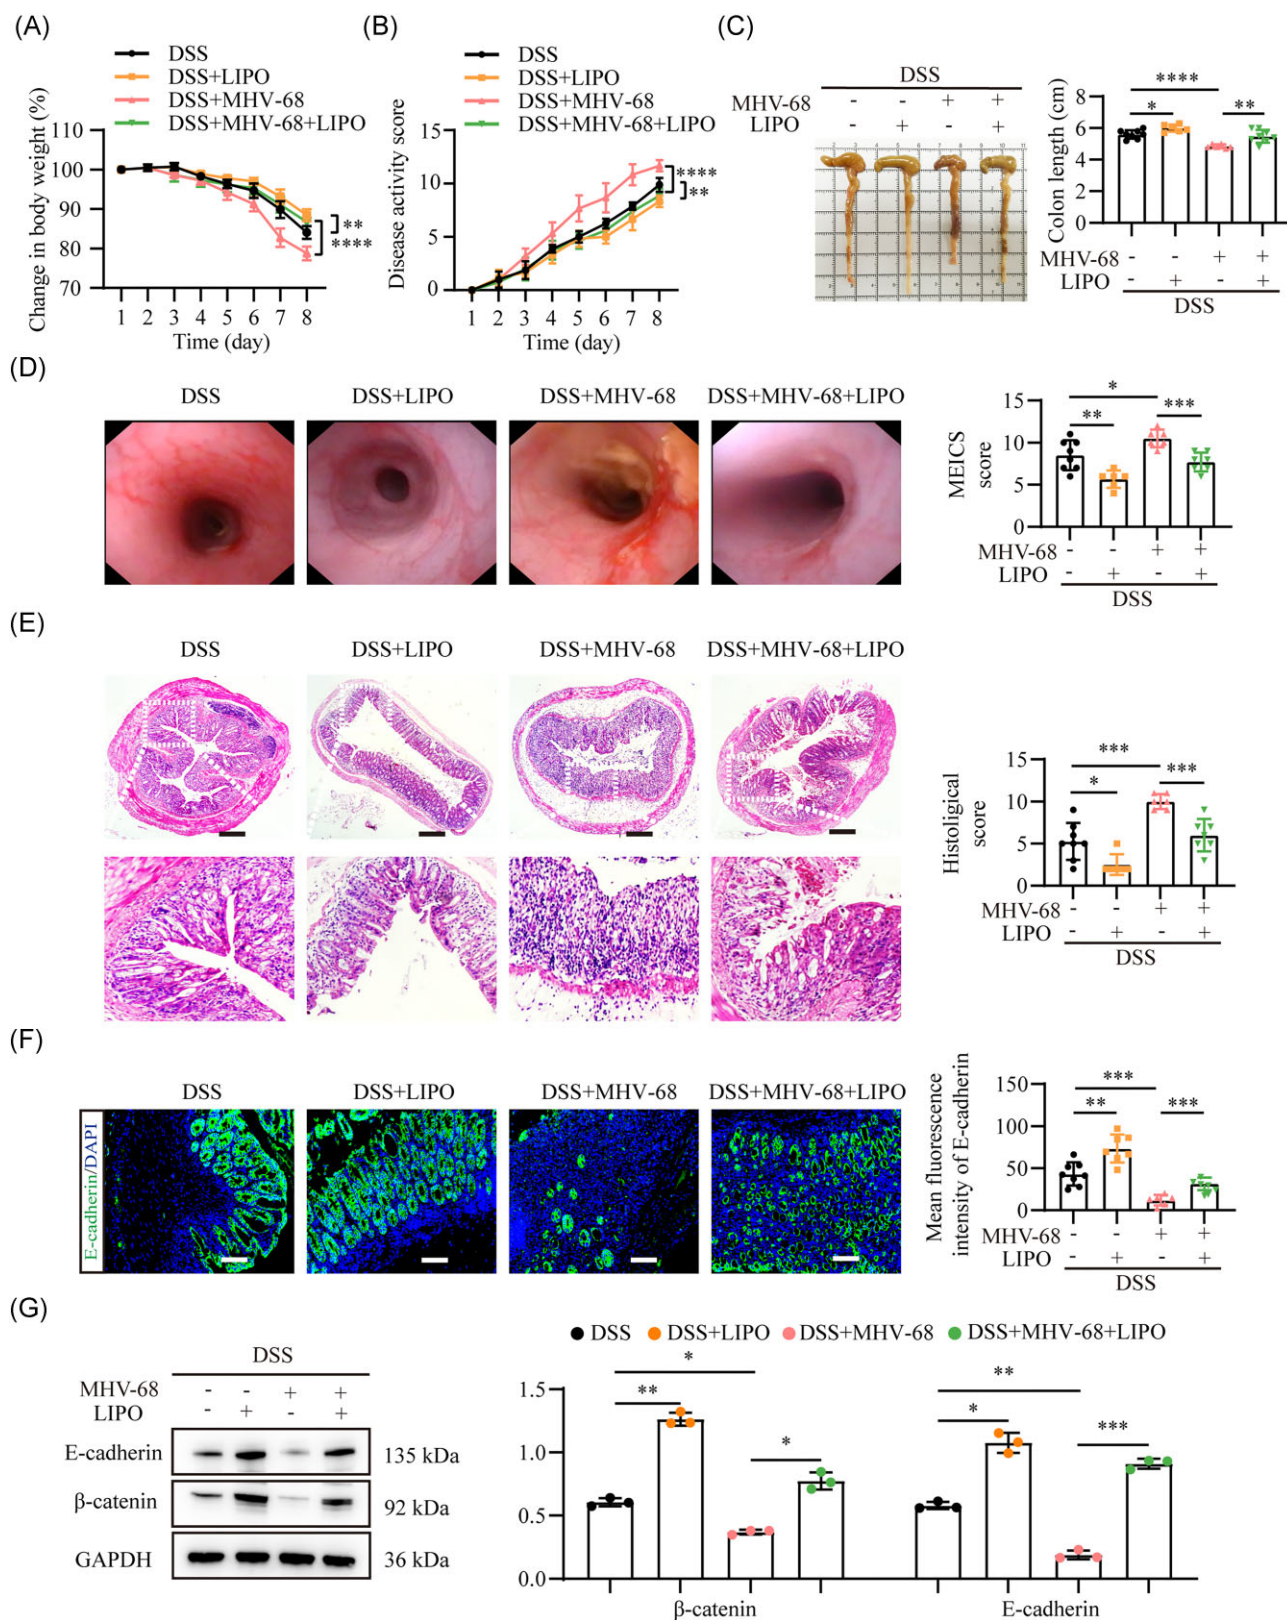 (A)
DSS
DSS+LIPO
DSS+MHV-68
DSS+MHV-68+LIPO
Change in body weight (%)
110
100
90
80
70
**
****
1 2 3 4 5 6 7 8
Time (day)
(B)
DSS
DSS+LIPO
DSS+MHV-68
DSS+MHV-68+LIPO
Disease activity score
15
10
5
0
****
**
1 2 3 4 5 6 7 8
Time (day)
(C)
DSS
MHV-68 - - + +
LIPO - + - +
Colon length (cm)
8
6
4
2
0
****
* **
MHV-68 - - + +
LIPO - + - +
DSS
(D)
DSS DSS+LIPO DSS+MHV-68 DSS+MHV-68+LIPO
MEICS
score
15
10
5
0
*
** ***
MHV-68 - - + +
LIPO - + - +
DSS
(E)
DSS DSS+LIPO DSS+MHV-68 DSS+MHV-68+LIPO
Histoligical
score
15
10
5
0
***
* ***
MHV-68 - - + +
LIPO - + - +
DSS
(F)
DSS DSS+LIPO DSS+MHV-68 DSS+MHV-68+LIPO
E-cadherin/DAPI
Mean fluorescence
intensity of E-cadherin
150
100
50
0
***
** ***
MHV-68 - - + +
LIPO - + - +
DSS
(G)
DSS
MHV-68 - - + +
LIPO - + - +
E-cadherin 135 kDa
β-catenin 92 kDa
GAPDH 36 kDa
DSS DSS+LIPO DSS+MHV-68 DSS+MHV-68+LIPO
1.5
1.0
0.5
0.0
*
**
*
**
*
***
β-catenin E-cadherin